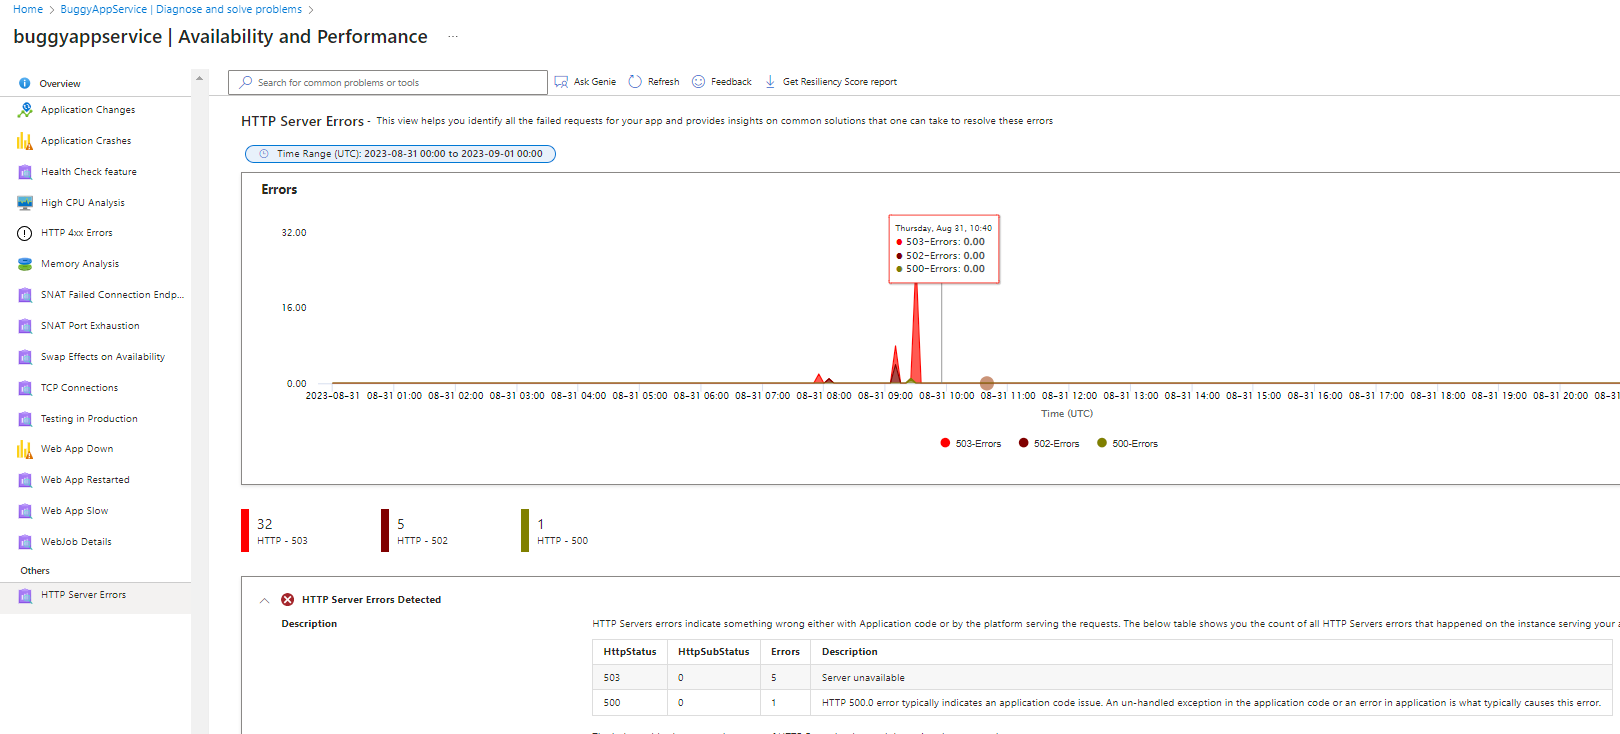 Home > BuggyAppService | Diagnose and solve problems >
buggyappservice | Availability and Performance ...
Overview
Application Changes
Application Crashes
Health Check feature
High CPU Analysis
HTTP 4xx Errors
Memory Analysis
SNAT Failed Connection Endp...
SNAT Port Exhaustion
Swap Effects on Availability
TCP Connections
Testing in Production
Web App Down
Web App Restarted
Web App Slow
WebJob Details
Others
HTTP Server Errors
Search for common problems or tools
Ask Genie
Refresh
Feedback
Get Resiliency Score report
HTTP Server Errors - This view helps you identify all the failed requests for your app and provides insights on common solutions that one can take to resolve these errors
Time Range (UTC): 2023-08-31 00:00 to 2023-09-01 00:00
Errors
32.00
16.00
0.00
Thursday, Aug 31, 10:40
503-Errors: 0.00
502-Errors: 0.00
500-Errors: 0.00
2023-08-31 08-31 01:00 08-31 02:00 08-31 03:00 08-31 04:00 08-31 05:00 08-31 06:00 08-31 07:00 08-31 08:00 08-31 09:00 08-31 10:00 08-31 11:00 08-31 12:00 08-31 13:00 08-31 14:00 08-31 15:00 08-31 16:00 08-31 17:00 08-31 18:00 08-31 19:00 08-31 20:00
Time (UTC)
503-Errors 502-Errors 500-Errors
32
HTTP - 503
5
HTTP - 502
1
HTTP - 500
HTTP Server Errors Detected
Description
HTTP Servers errors indicate something wrong either with Application code or by the platform serving the requests. The below table shows you the count of all HTTP Servers errors that happened on the instance serving your
HttpStatus HttpSubStatus Errors Description
503 0 5 Server unavailable
500 0 1 HTTP 500.0 error typically indicates an application code issue. An un-handled exception in the application code or an error in application is what typically causes this error.